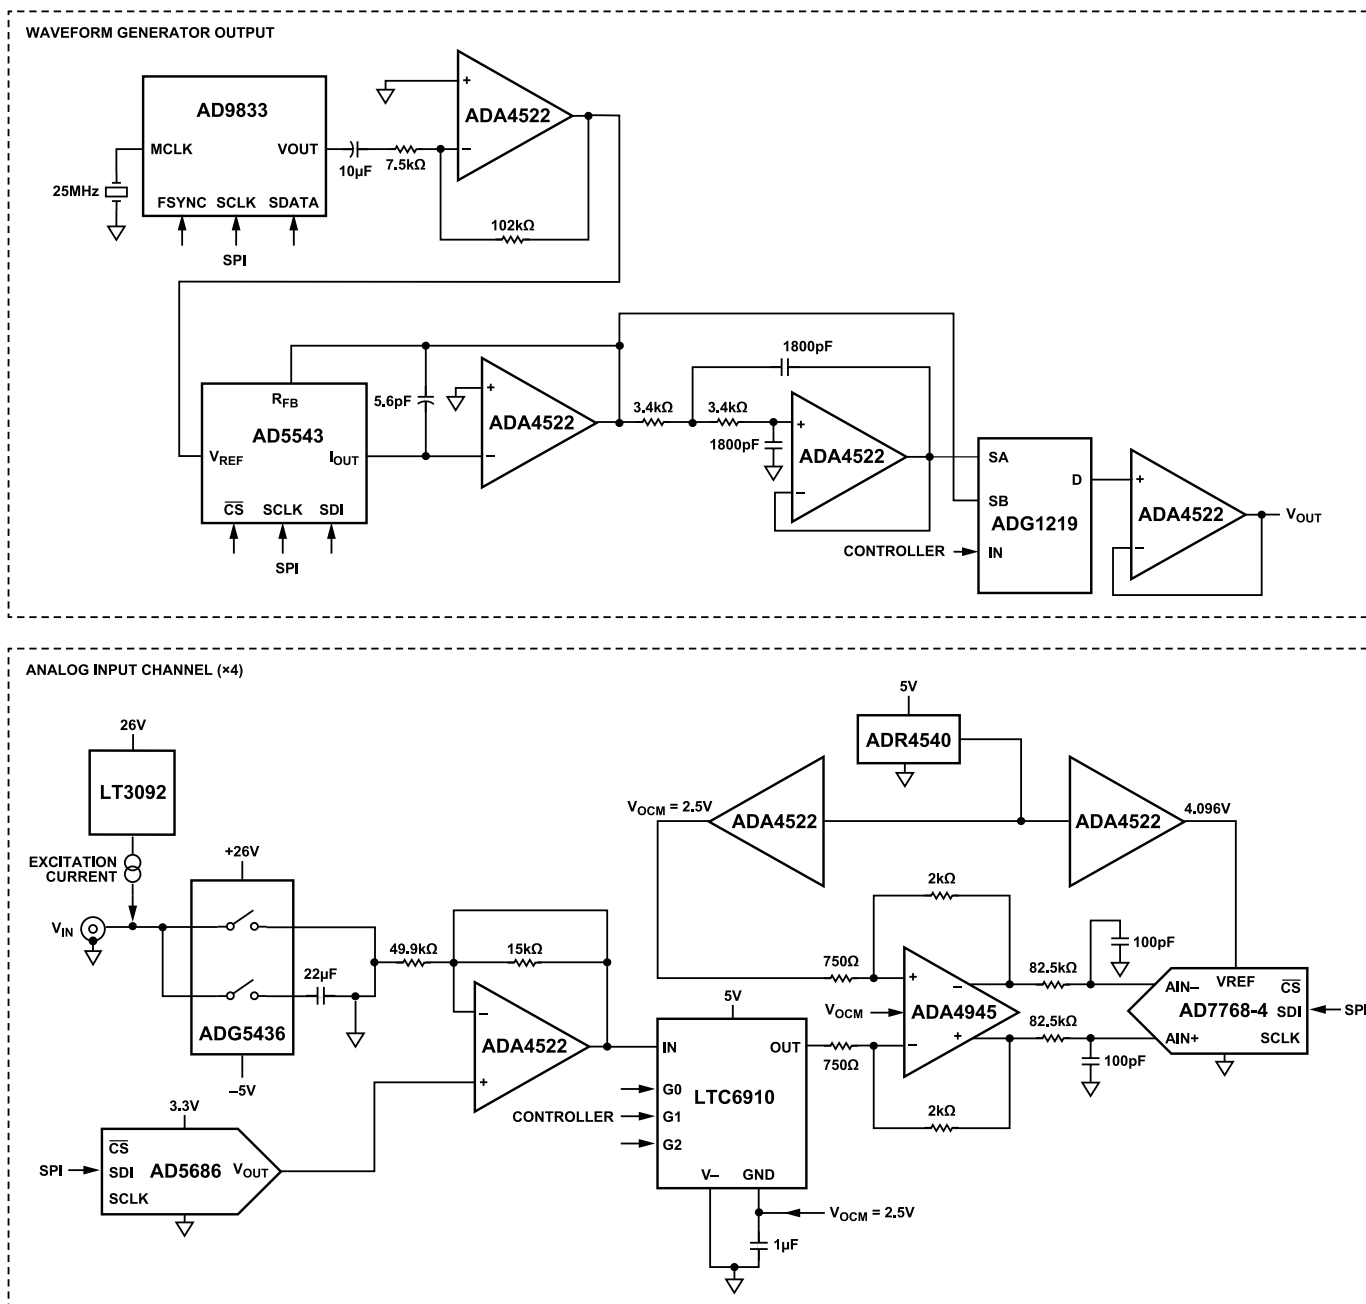 WAVEFORM GENERATOR OUTPUT
AD9833
MCLK
VOUT
FSYNC SCLK SDATA
25MHz
SPI
10µF
7.5kΩ
+
ADA4522
–
102kΩ
RFB
AD5543
VREF
IOUT
CS SCLK SDI
SPI
5.6pF
+
ADA4522
–
3.4kΩ
3.4kΩ
1800pF
1800pF
+
ADA4522
–
SA
SB
D
ADG1219
IN
CONTROLLER
+
ADA4522
–
VOUT
ANALOG INPUT CHANNEL (×4)
26V
LT3092
EXCITATION
CURRENT
VIN
+26V
ADG5436
–5V
22µF
49.9kΩ
15kΩ
–
ADA4522
+
3.3V
CS
SDI
SCLK
AD5686
VOUT
SPI
5V
IN
OUT
G0
G1
G2
LTC6910
CONTROLLER
V–
GND
VOCM = 2.5V
1µF
5V
ADR4540
VOCM = 2.5V
ADA4522
ADA4522
4.096V
2kΩ
750Ω
750Ω
+
–
VOCM
ADA4945
–
+
2kΩ
82.5kΩ
82.5kΩ
100pF
100pF
VREF
AIN–
AIN+
AD7768-4
CS
SDI
SCLK
SPI